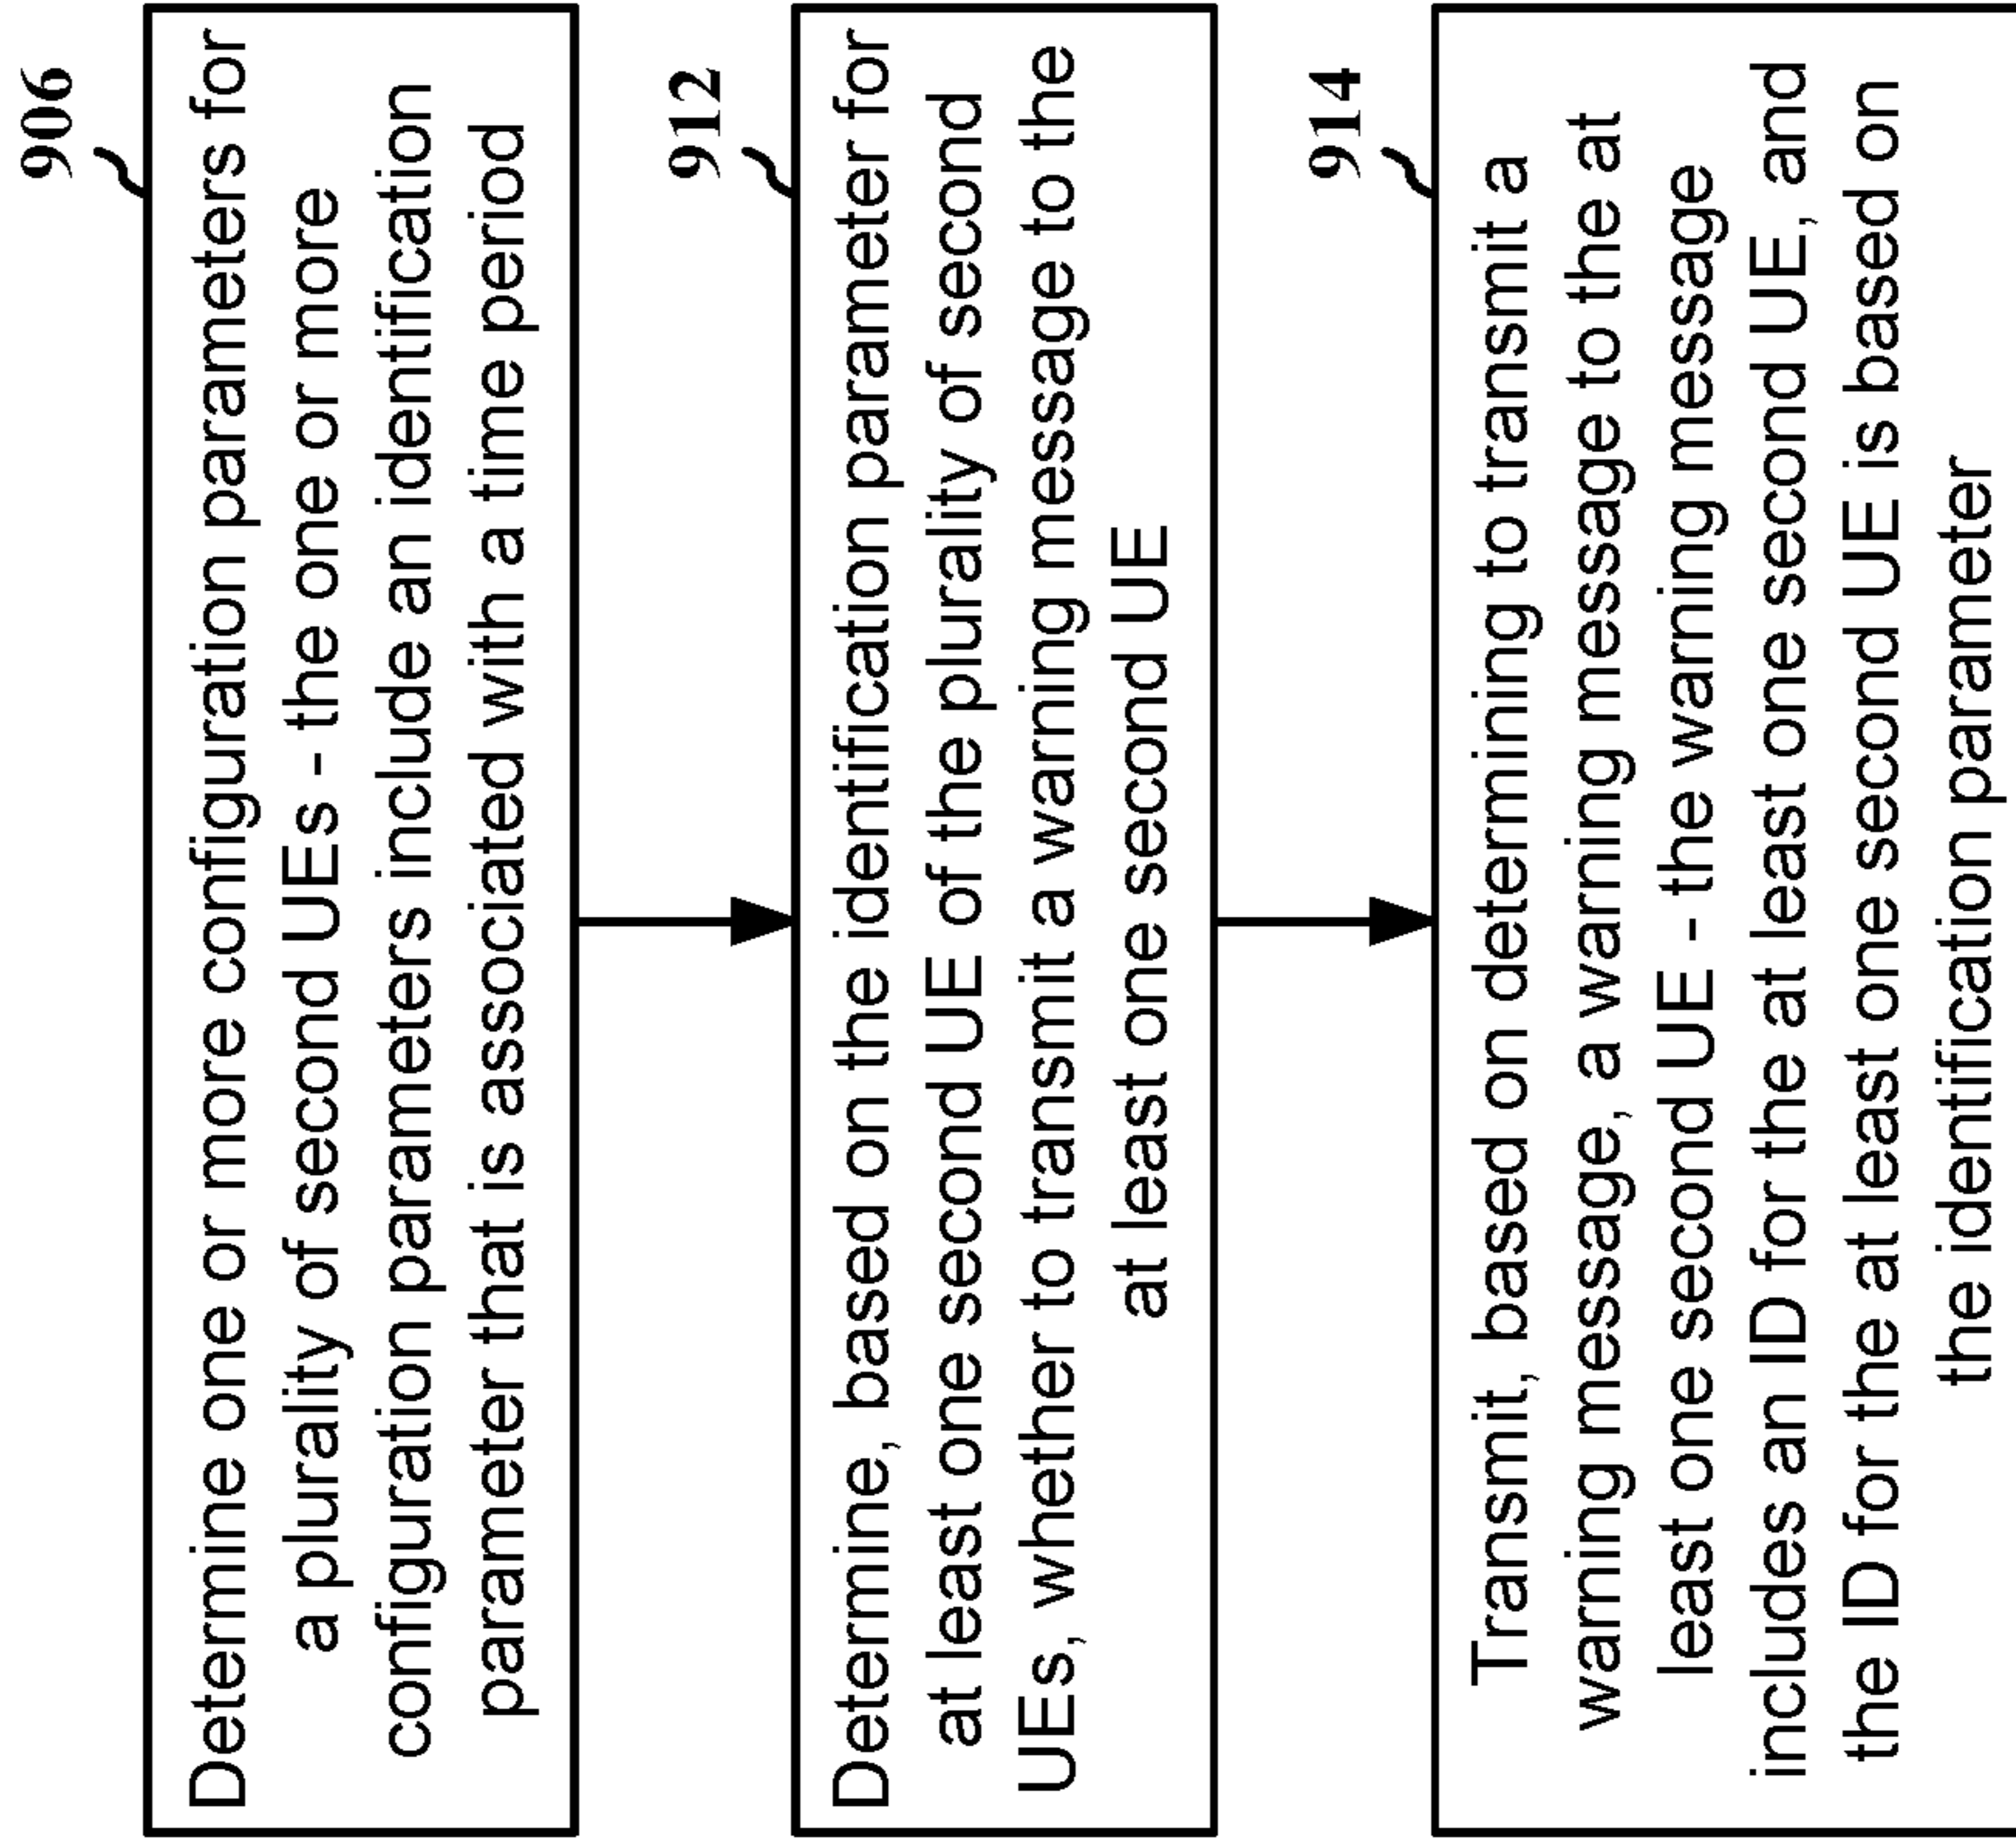 906
Determine one or more configuration parameters for
a plurality of second UEs - the one or more
configuration parameters include an identification
parameter that is associated with a time period
912
Determine, based on the identification parameter for
at least one second UE of the plurality of second
UEs, whether to transmit a warning message to the
at least one second UE
914
Transmit, based on determining to transmit a
warning message, a warning message to the at
least one second UE - the warning message
includes an ID for the at least one second UE, and
the ID for the at least one second UE is based on
the identification parameter